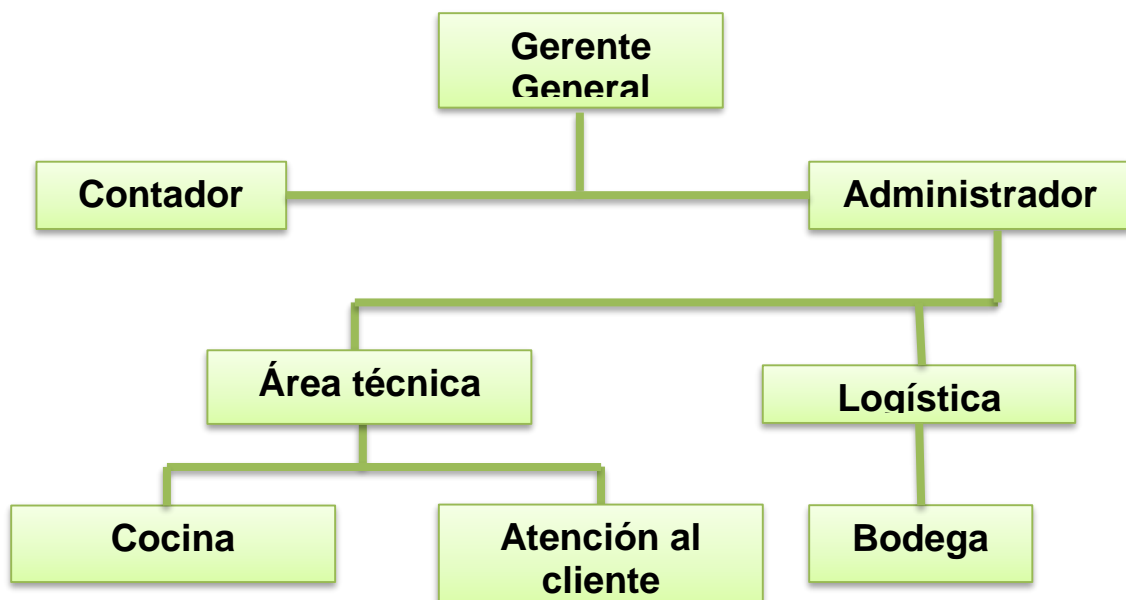 Gerente
General
Contador
Administrador
Área técnica
Logística
Cocina
Atención al
cliente
Bodega